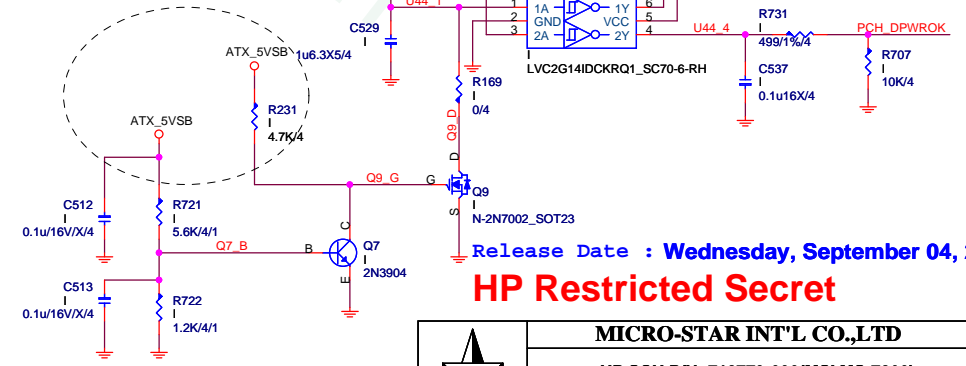 U44_1
1
1A
1Y
6
2
GND
VCC
5
3
2A
2Y
4
LVC2G14IDCKRQ1_SC70-6-RH
C529
I
1u6.3X5/4
R169
I
0/4
Q9_D
U44_4
R731
I
499/1%/4
PCH_DPWROK
R707
I
10K/4
C537
I
0.1u16X/4
ATX_5VSB
R231
I
4.7K/4
ATX_5VSB
Q9_G
G
D
S
Q9
I
N-2N7002_SOT23
C512
I
0.1u/16V/X/4
R721
I
5.6K/4/1
Q7_B
B
C
E
Q7
I
2N3904
C513
I
0.1u/16V/X/4
R722
I
1.2K/4/1
Release Date : Wednesday, September 04,
HP Restricted Secret
MICRO-STAR INT'L CO.,LTD